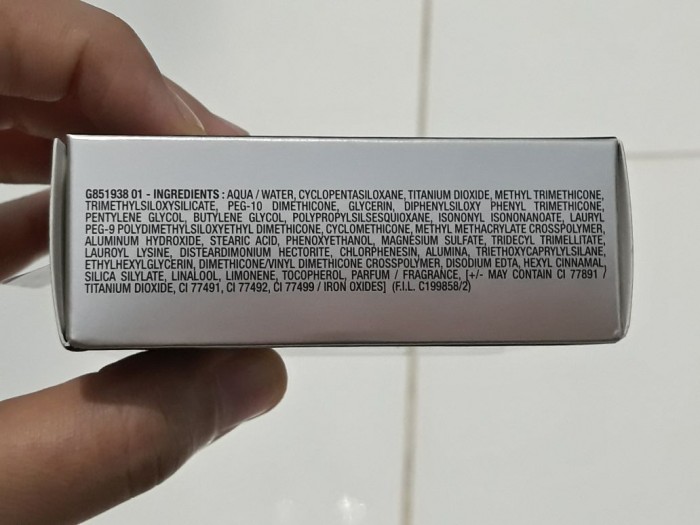 G851938 01 - INGREDIENTS : AQUA / WATER, CYCLOPENTASILOXANE, TITANIUM DIOXIDE, METHYL TRIMETHICONE,
TRIMETHYLSILOXYSILICATE, PEG-10 DIMETHICONE, GLYCERIN, DIPHENYLSILOXY PHENYL TRIMETHICONE,
PENTYLENE GLYCOL, BUTYLENE GLYCOL, POLYPROPYLSILSESQUIOXANE, ISONONYL ISONONANOATE, LAURYL
PEG-9 POLYDIMETHYLSILOXYETHYL DIMETHICONE, CYCLOMETHICONE, METHYL METHACRYLATE CROSSPOLYMER,
ALUMINUM HYDROXIDE, STEARIC ACID, PHENOXYETHANOL, MAGNESIUM SULFATE, TRIDECYL TRIMELLITATE,
LAUROYL LYSINE, DISTEARDIMONIUM HECTORITE, CHLORPHENESIN, ALUMINA, TRIETHOXYCAPRYLYLSILANE,
ETHYLHEXYLGLYCERIN, DIMETHICONE/VINYL DIMETHICONE CROSSPOLYMER, DISODIUM EDTA, HEXYL CINNAMAL,
SILICA SILYLATE, LINALOOL, LIMONENE, TOCOPHEROL, PARFUM / FRAGRANCE, [+/- MAY CONTAIN CI 77891 /
TITANIUM DIOXIDE, CI 77491, CI 77492, CI 77499 / IRON OXIDES] (F.I.L. C199858/2)